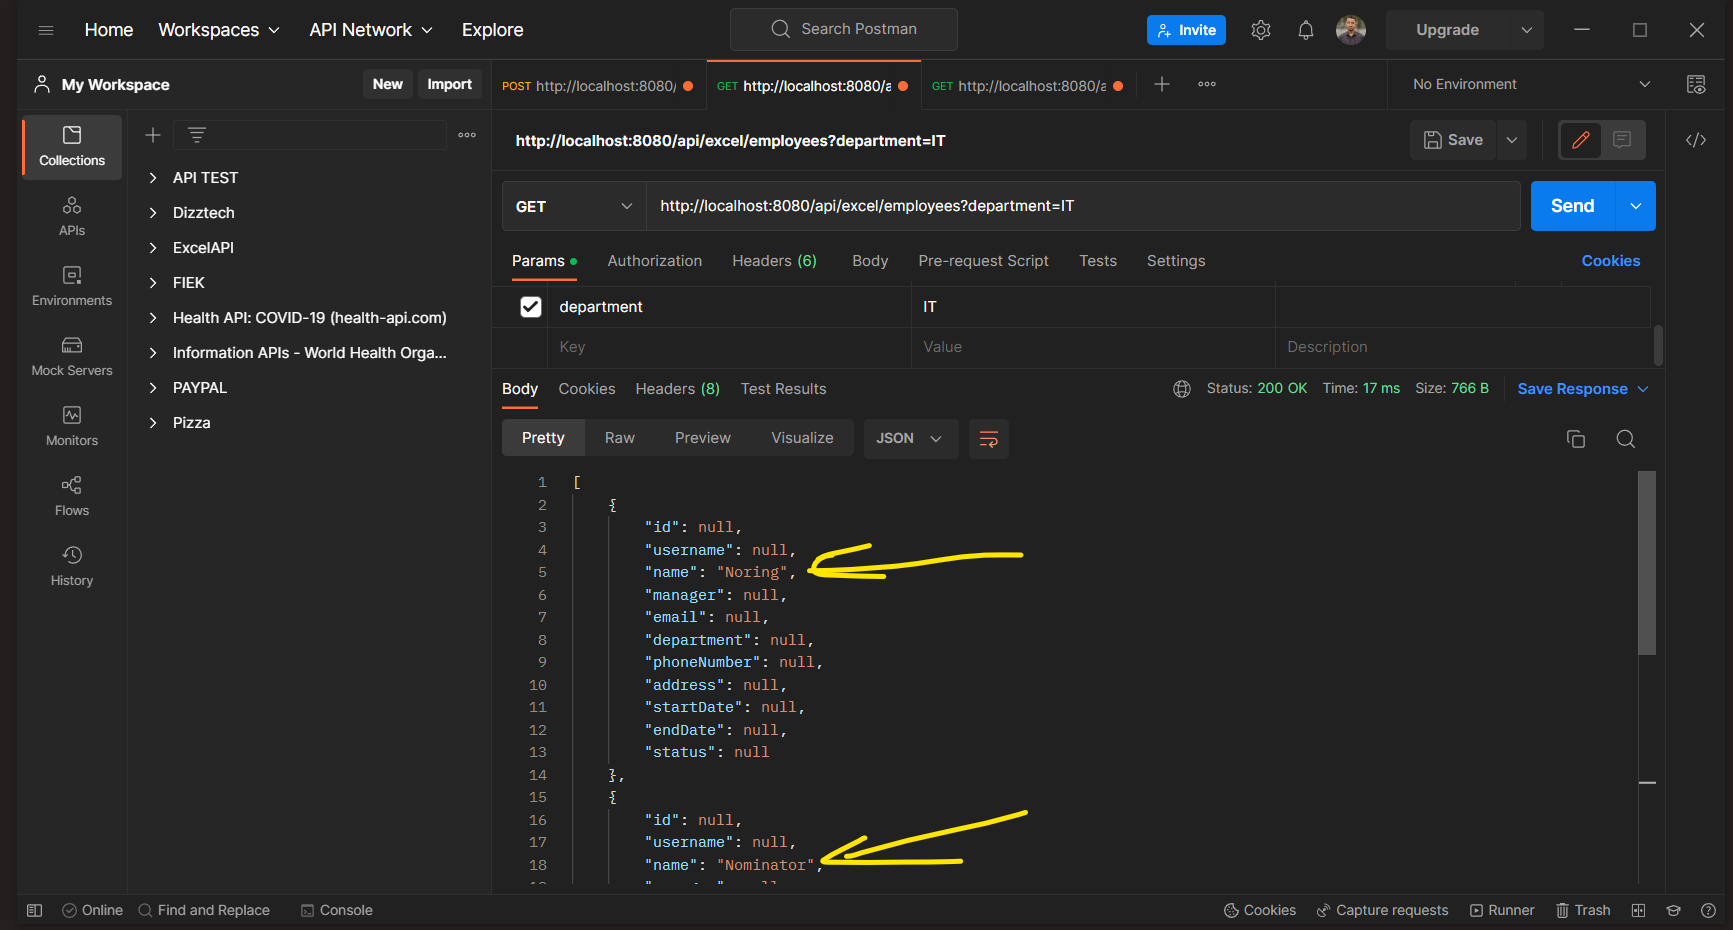 Home Workspaces API Network Explore Search Postman Invite Upgrade
My Workspace New Import
POST http://localhost:8080/ GET http://localhost:8080/a GET http://localhost:8080/a No Environment
Collections
APIs
Environments
Mock Servers
Monitors
Flows
History
API TEST
Dizztech
ExcelAPI
FIEK
Health API: COVID-19 (health-api.com)
Information APIs - World Health Orga...
PAYPAL
Pizza
http://localhost:8080/api/excel/employees?department=IT Save
GET http://localhost:8080/api/excel/employees?department=IT Send
Params Authorization Headers (6) Body Pre-request Script Tests Settings Cookies
department IT
Key Value Description
Body Cookies Headers (8) Test Results Status: 200 OK Time: 17 ms Size: 766 B Save Response
Pretty Raw Preview Visualize JSON
1 [
2 {
3 "id": null,
4 "username": null,
5 "name": "Noring",
6 "manager": null,
7 "email": null,
8 "department": null,
9 "phoneNumber": null,
10 "address": null,
11 "startDate": null,
12 "endDate": null,
13 "status": null
14 },
15 {
16 "id": null,
17 "username": null,
18 "name": "Nominator",
Online Find and Replace Console Cookies Capture requests Runner Trash